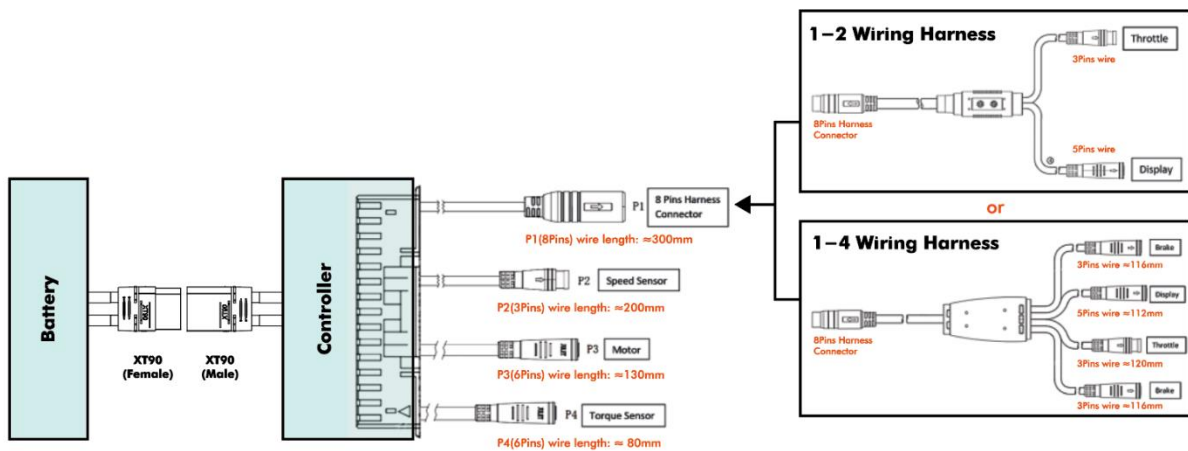 Battery
XT90
(Female)
XT90
(Male)
Controller
P1
8 Pins Harness
Connector
P1(8Pins) wire length: ≈300mm
P2
Speed Sensor
P2(3Pins) wire length: ≈200mm
P3
Motor
P3(6Pins) wire length: ≈130mm
P4
Torque Sensor
P4(6Pins) wire length: ≈ 80mm
1-2 Wiring Harness
Throttle
3Pins wire
8Pins Harness
Connector
5Pins wire
Display
or
1-4 Wiring Harness
Brake
3Pins wire ≈116mm
Display
5Pins wire ≈112mm
8Pins Harness
Connector
Throttle
3Pins wire ≈120mm
Brake
3Pins wire ≈116mm